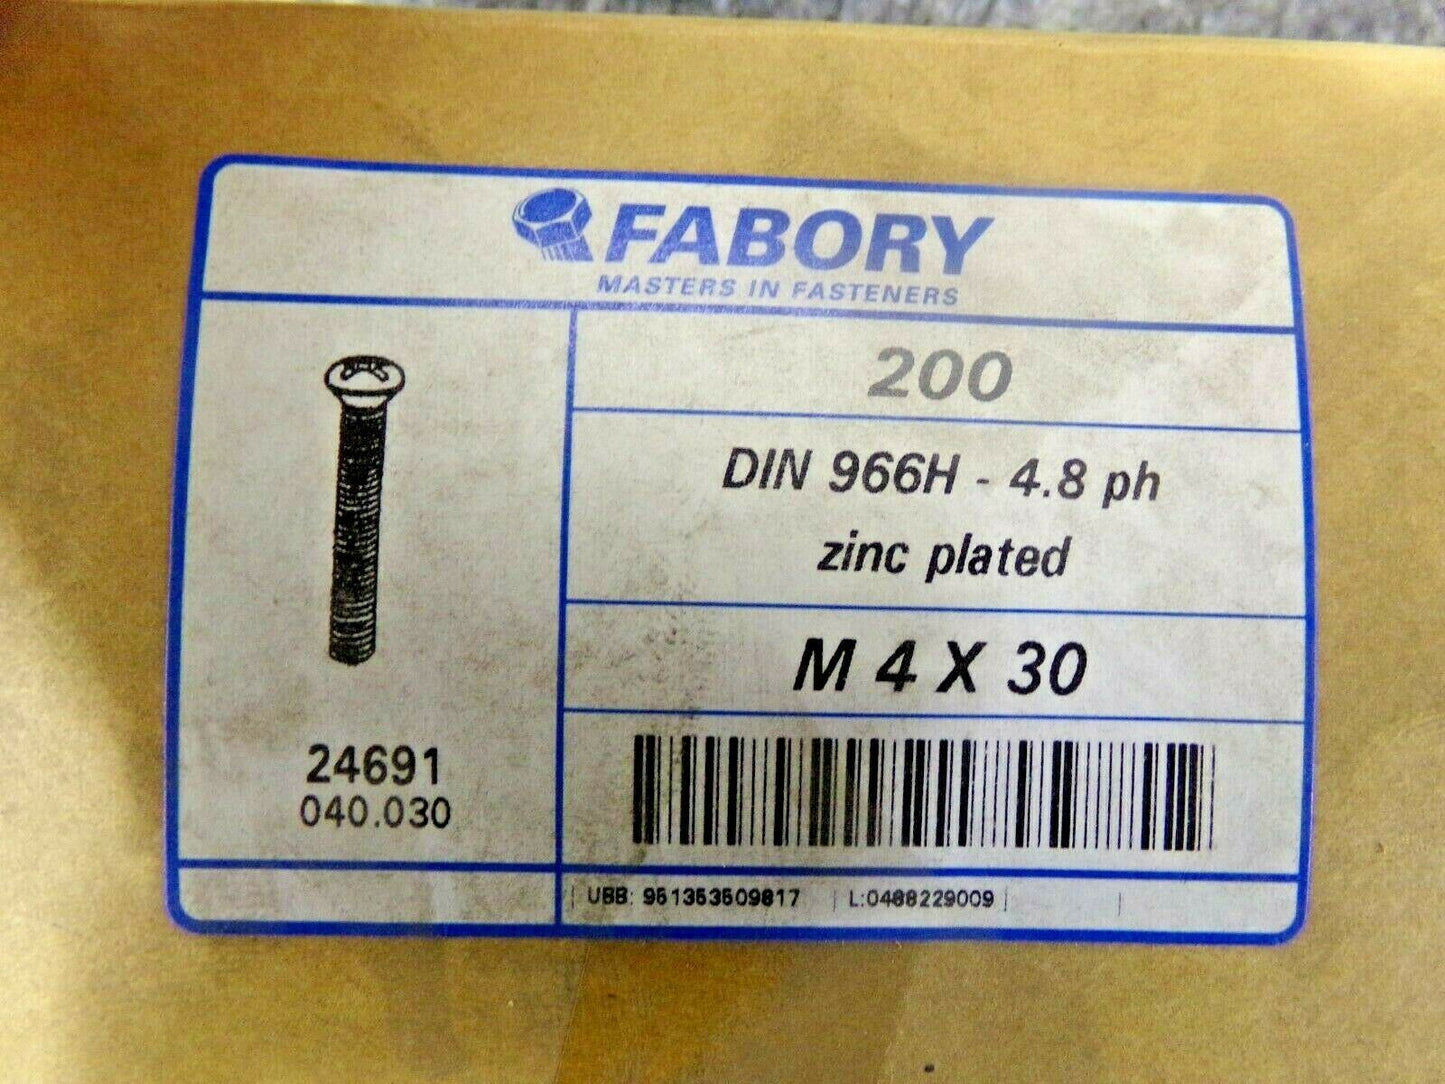 FABORY
MASTERS IN FASTENERS
200
DIN 966H - 4.8 ph
zinc plated
M 4 X 30
24691
040.030
UBB: 951353509817 L:0488229009